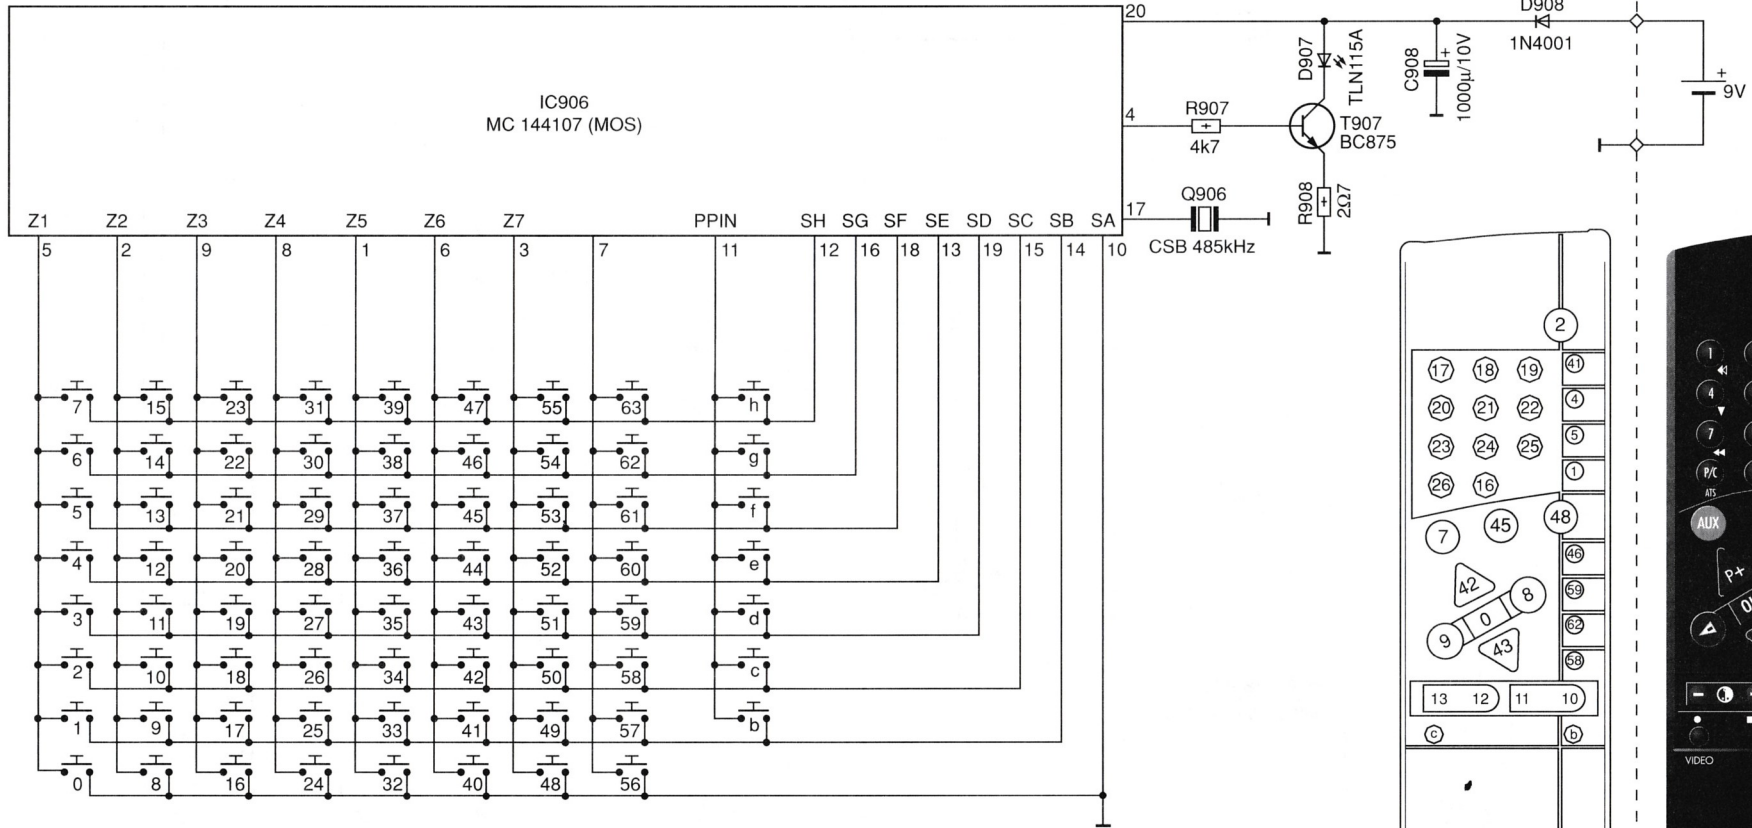 20
D908
1N4001
D907
TLN115A
C908
+
1000µ/10V
+
9V
IC906
MC 144107 (MOS)
4
R907
4k7
T907
BC875
R908
2Ω7
17
Q906
CSB 485kHz
Z1 Z2 Z3 Z4 Z5 Z6 Z7 PPIN SH SG SF SE SD SC SB SA
5 2 9 8 1 6 3 7 11 12 16 18 13 19 15 14 10
7 15 23 31 39 47 55 63 h
6 14 22 30 38 46 54 62 g
5 13 21 29 37 45 53 61 f
4 12 20 28 36 44 52 60 e
3 11 19 27 35 43 51 59 d
2 10 18 26 34 42 50 58 c
1 9 17 25 33 41 49 57 b
0 8 16 24 32 40 48 56
2
17 18 19 41
20 21 22 4
23 24 25 5
26 16 1
7 45 48
46
42 8 59
9 0 43 62
58
13 12 11 10
c b
1
4
7
P/C
ATS
AUX
P+
VIDEO